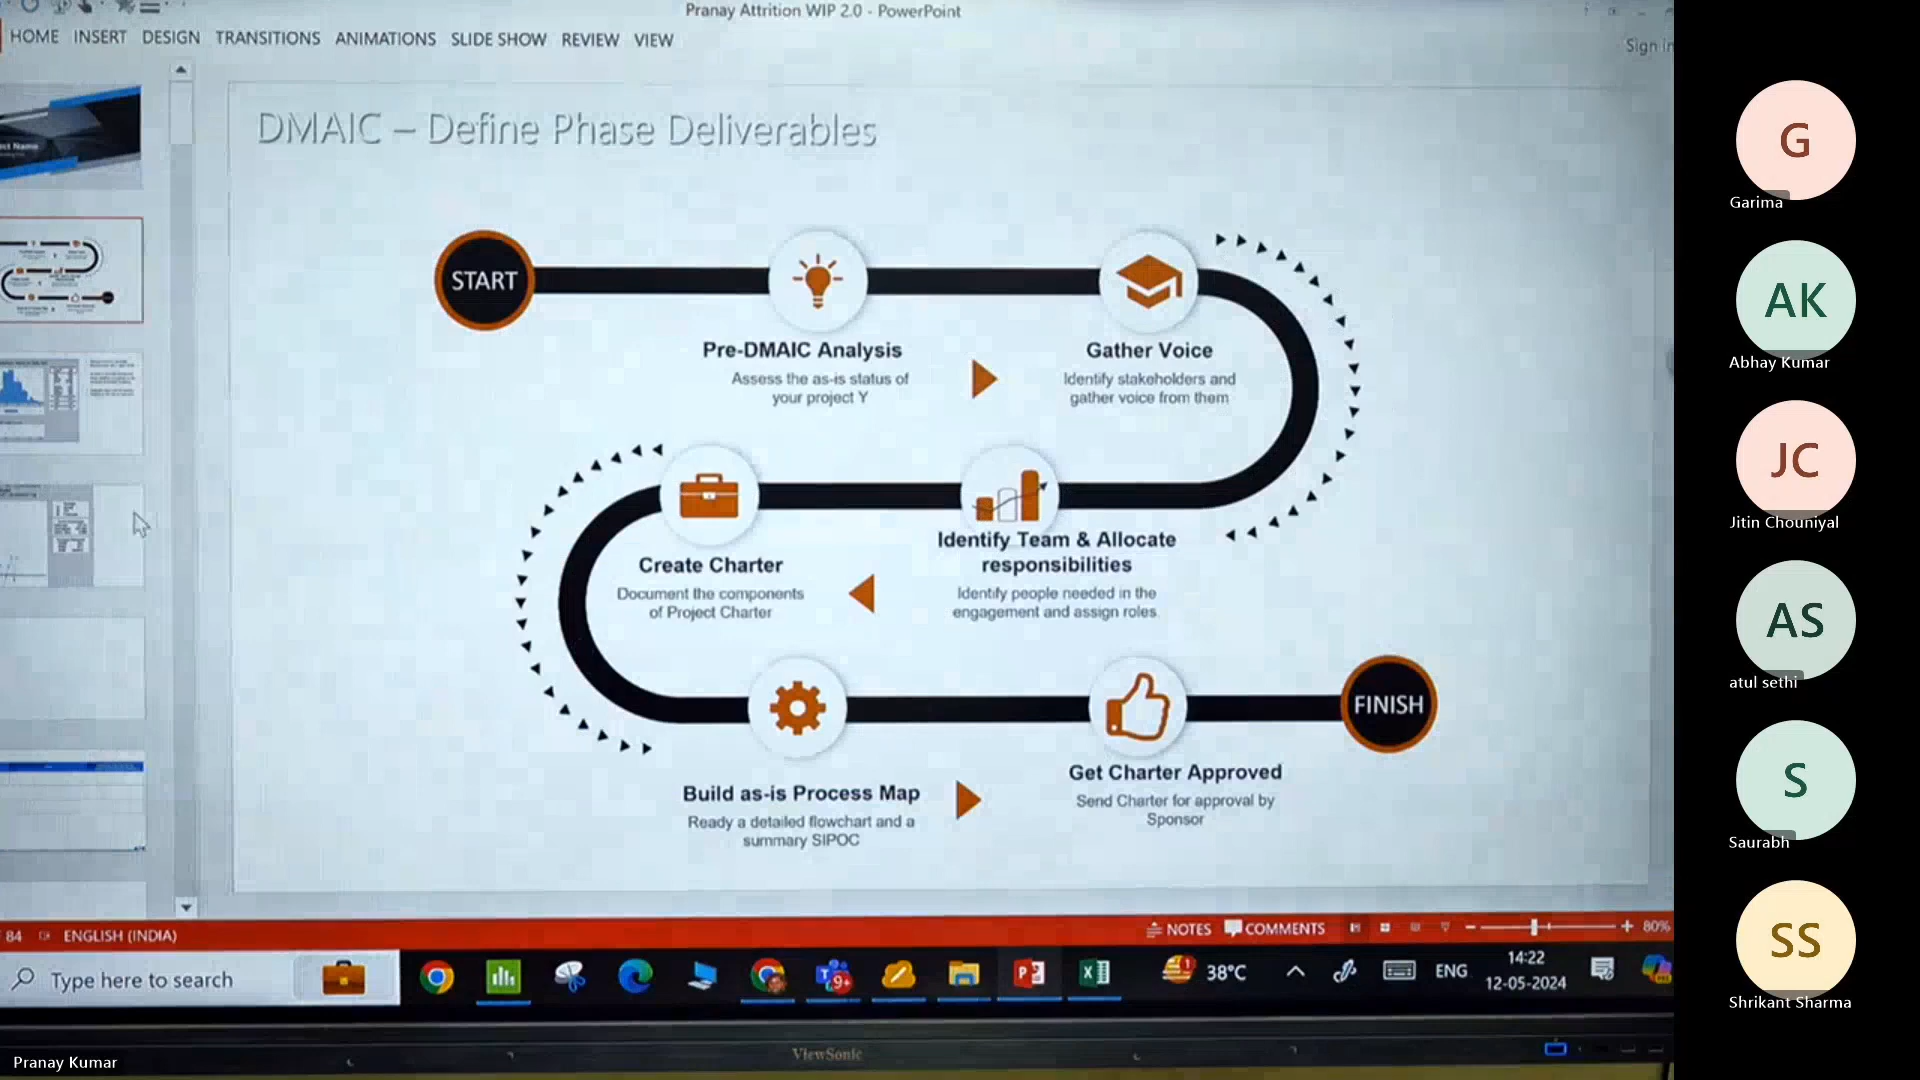 Pranay Attrition WIP 2.0 - PowerPoint
HOME INSERT DESIGN TRANSITIONS ANIMATIONS SLIDE SHOW REVIEW VIEW
Sign in
DMAIC – Define Phase Deliverables
START
Pre-DMAIC Analysis
Assess the as-is status of
your project Y
Gather Voice
Identify stakeholders and
gather voice from them
Create Charter
Document the components
of Project Charter
Identify Team & Allocate
responsibilities
Identify people needed in the
engagement and assign roles
Build as-is Process Map
Ready a detailed flowchart and a
summary SIPOC
Get Charter Approved
Send Charter for approval by
Sponsor
FINISH
84 ENGLISH (INDIA)
NOTES COMMENTS 80%
Type here to search
9+
1
38°C
ENG
14:22
12-05-2024
ViewSonic
Pranay Kumar
G
Garima
AK
Abhay Kumar
JC
Jitin Chouniyal
AS
atul sethi
S
Saurabh
SS
Shrikant Sharma